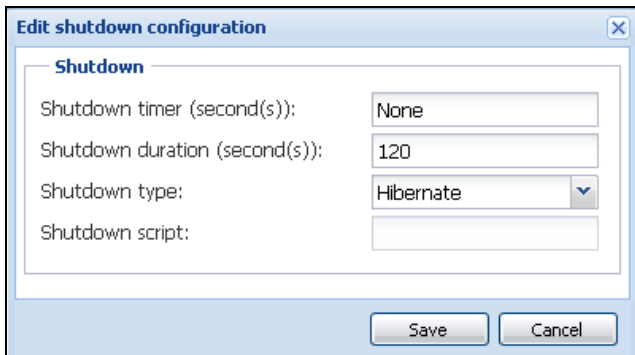 Edit shutdown configuration
Shutdown
Shutdown timer (second(s)): None
Shutdown duration (second(s)): 120
Shutdown type: Hibernate
Shutdown script:
Save Cancel